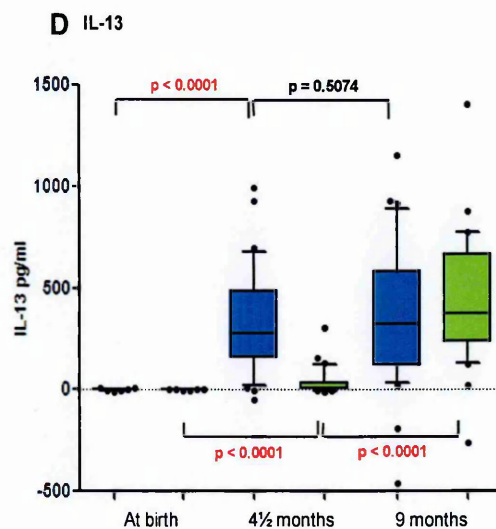 D IL-13
1500
p < 0.0001 p = 0.5074
1000
IL-13 pg/ml
500
0
p < 0.0001 p < 0.0001
-500
At birth 4½ months 9 months